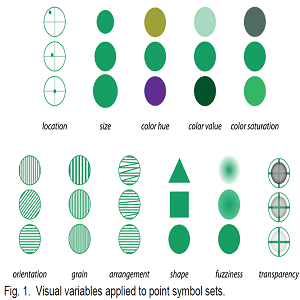 location size color hue color value color saturation
orientation grain arrangement shape fuzziness transparency
Fig. 1. Visual variables applied to point symbol sets.